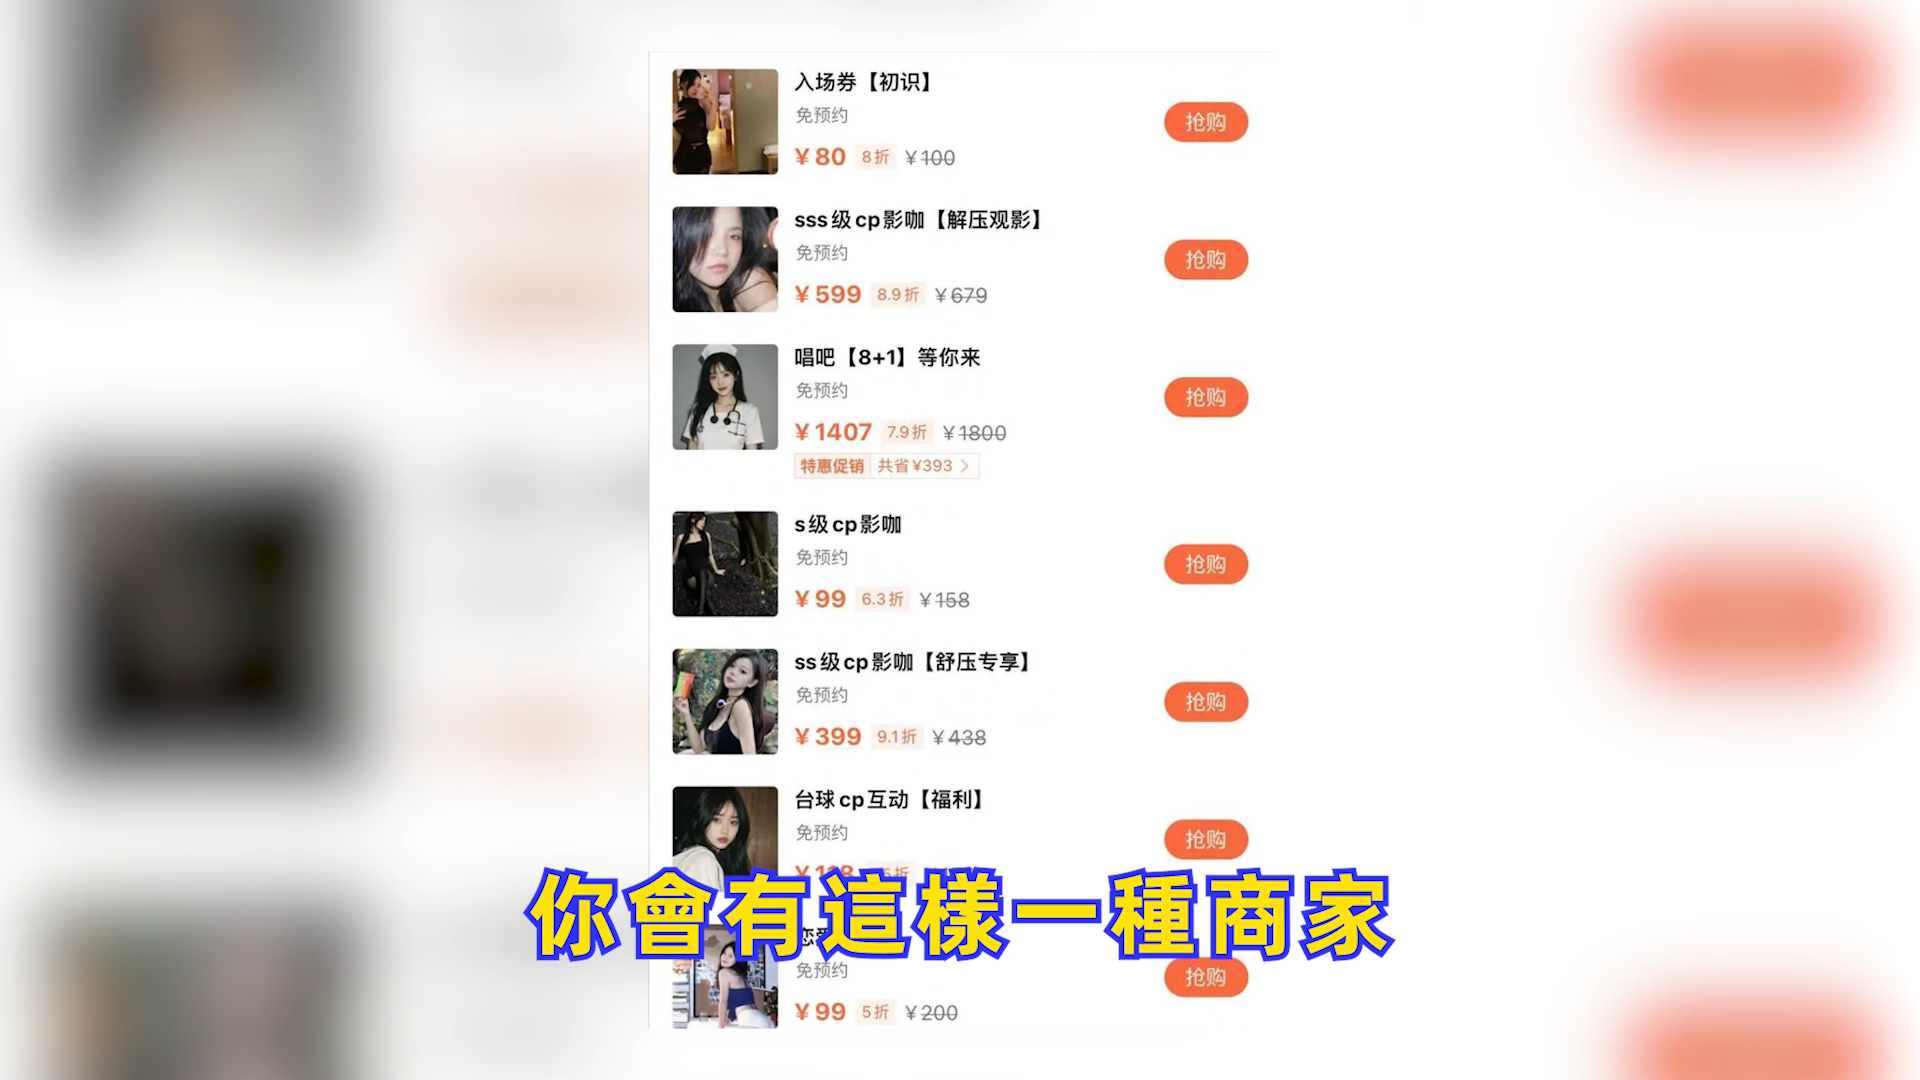 入场券【初识】
免预约
¥80 8折 ¥100
抢购
sss级cp影咖【解压观影】
免预约
¥599 8.9折 ¥679
抢购
唱吧【8+1】等你来
免预约
¥1407 7.9折 ¥1800
特惠促销 共省¥393 >
抢购
s级cp影咖
免预约
¥99 6.3折 ¥158
抢购
ss级cp影咖【舒压专享】
免预约
¥399 9.1折 ¥438
抢购
台球cp互动【福利】
免预约
抢购
你會有這樣一種商家
免预约
¥99 5折 ¥200
抢购